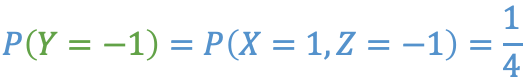 P(Y = −1) = P(X = 1, Z = −1) = 1/4